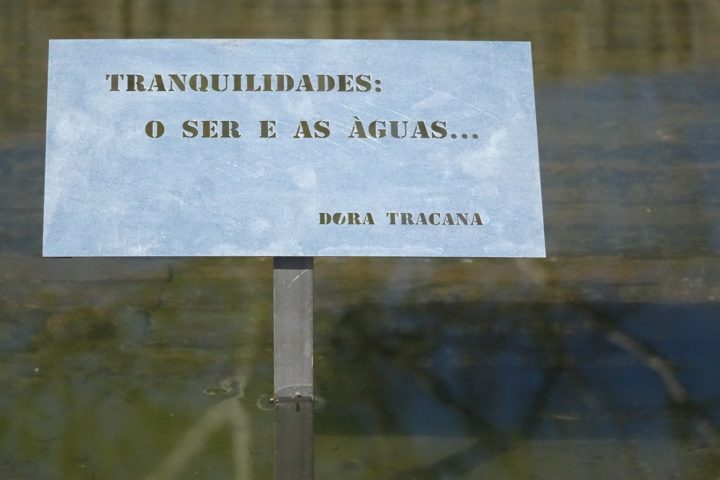 TRANQUILIDADES:
O SER E AS ÀGUAS...
DORA TRACANA